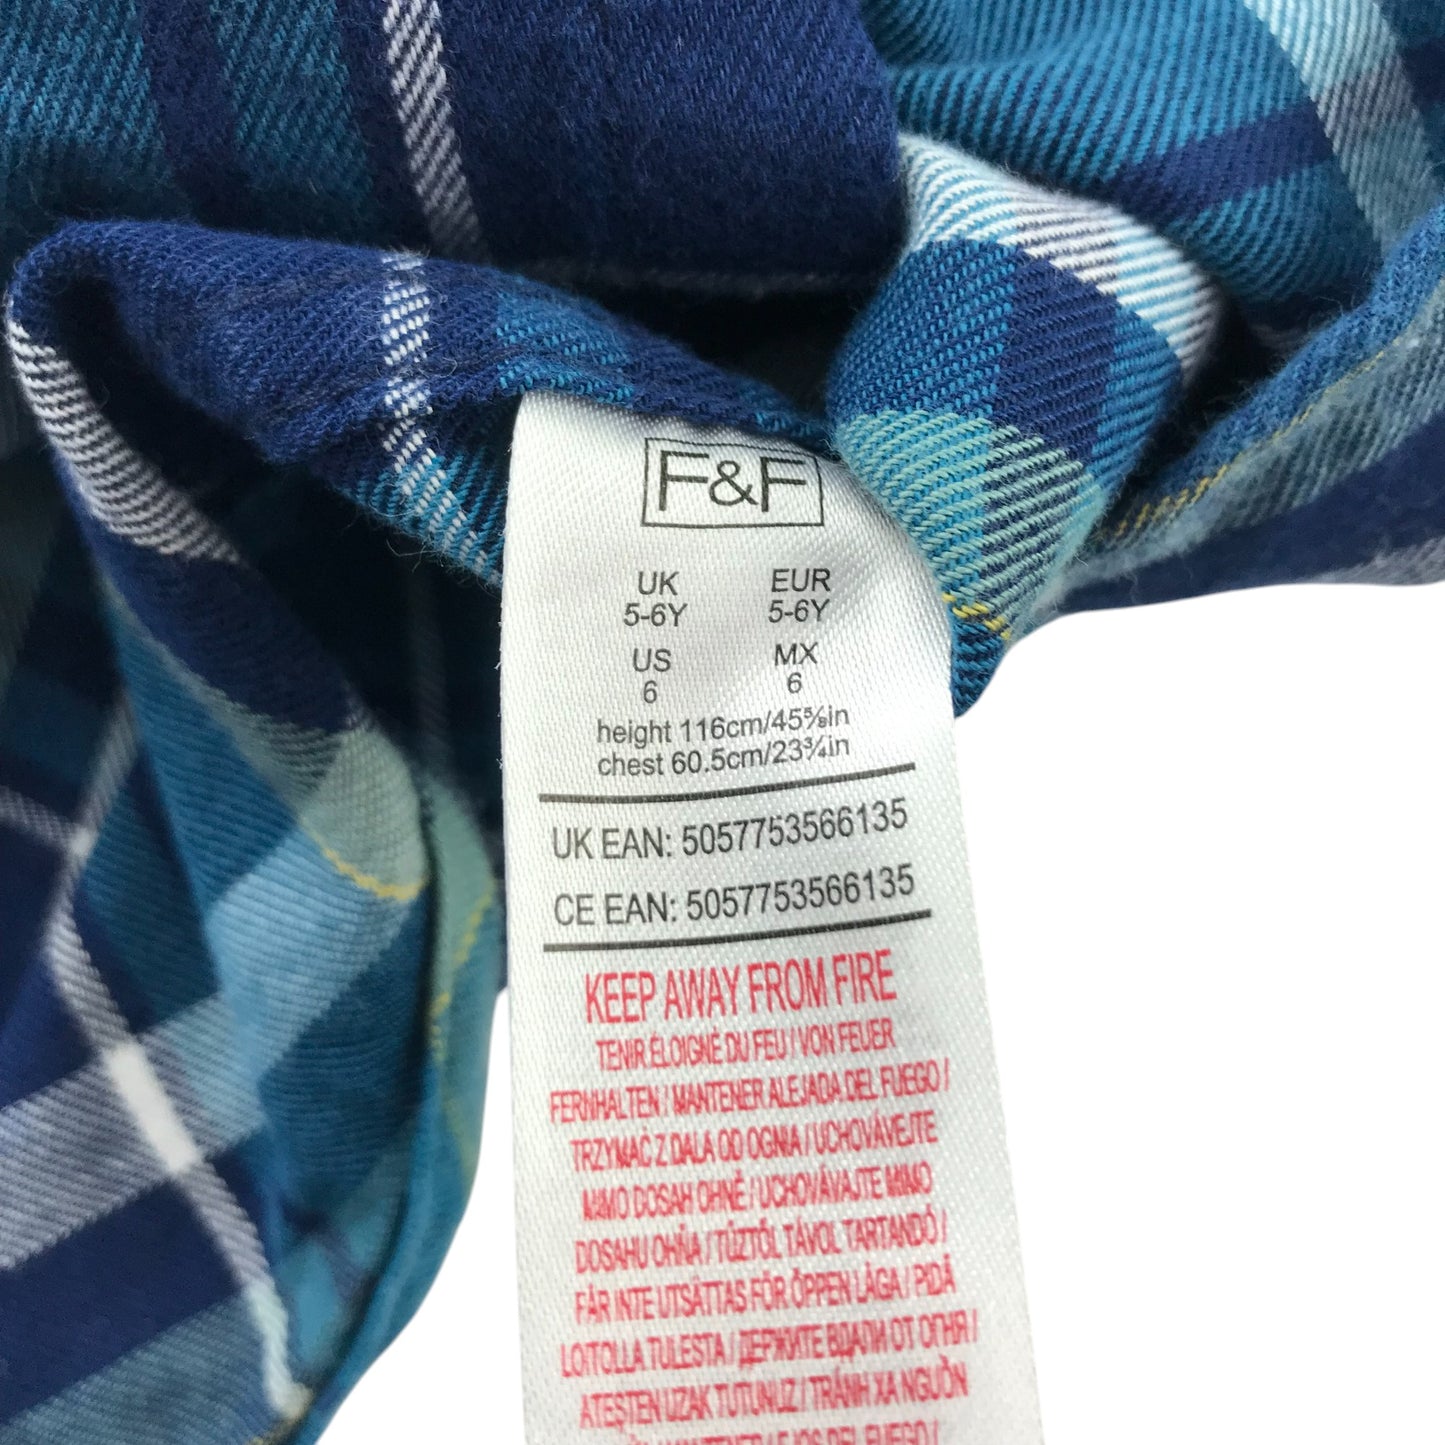 F&F
UK EUR
5-6Y 5-6Y
US MX
6 6
height 116cm/45⅝in
chest 60.5cm/23¾in
UK EAN: 5057753566135
CE EAN: 5057753566135
KEEP AWAY FROM FIRE
TENIR ÉLOIGNÉ DU FEU / VON FEUER
FERNHALTEN / MANTENER ALEJADA DEL FUEGO /
TRZYMAĆ Z DALA OD OGNIA / UCHOVÁVEJTE
MIMO DOSAH OHNĚ / UCHOVÁVAJTE MIMO
DOSAHU OHŇA / TŰZTŐL TÁVOL TARTANDÓ /
FÅR INTE UTSÄTTAS FÖR ÖPPEN LÅGA / PIDÄ
LOITOLLA TULESTA / ДЕРЖИТЕ ВДАЛИ ОТ ОГНЯ /
ATEŞTEN UZAK TUTUNUZ / TRÁNH XA NGUỒN